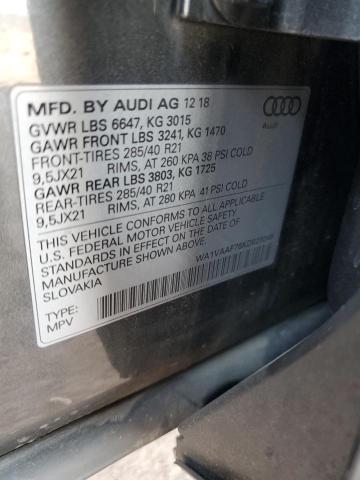 MFD. BY AUDI AG 12 18
GVWR LBS 6647, KG 3015
GAWR FRONT LBS 3241, KG 1470
FRONT-TIRES 285/40 R21
9,5JX21 RIMS, AT 260 KPA 38 PSI COLD
GAWR REAR LBS 3803, KG 1725
REAR-TIRES 285/40 R21
9,5JX21 RIMS, AT 280 KPA 41 PSI COLD
THIS VEHICLE CONFORMS TO ALL APPLICABLE
U.S. FEDERAL MOTOR VEHICLE SAFETY
STANDARDS IN EFFECT ON THE DATE OF
MANUFACTURE SHOWN ABOVE.
SLOVAKIA
TYPE:
MPV
Audi